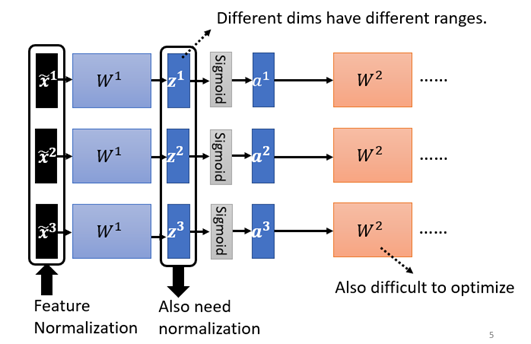 Different dims have different ranges.
x̃¹ W¹ z¹ Sigmoid a¹ W² ······
x̃² W¹ z² Sigmoid a² W² ······
x̃³ W¹ z³ Sigmoid a³ W² ······
Also difficult to optimize
Feature
Normalization
Also need
normalization
5